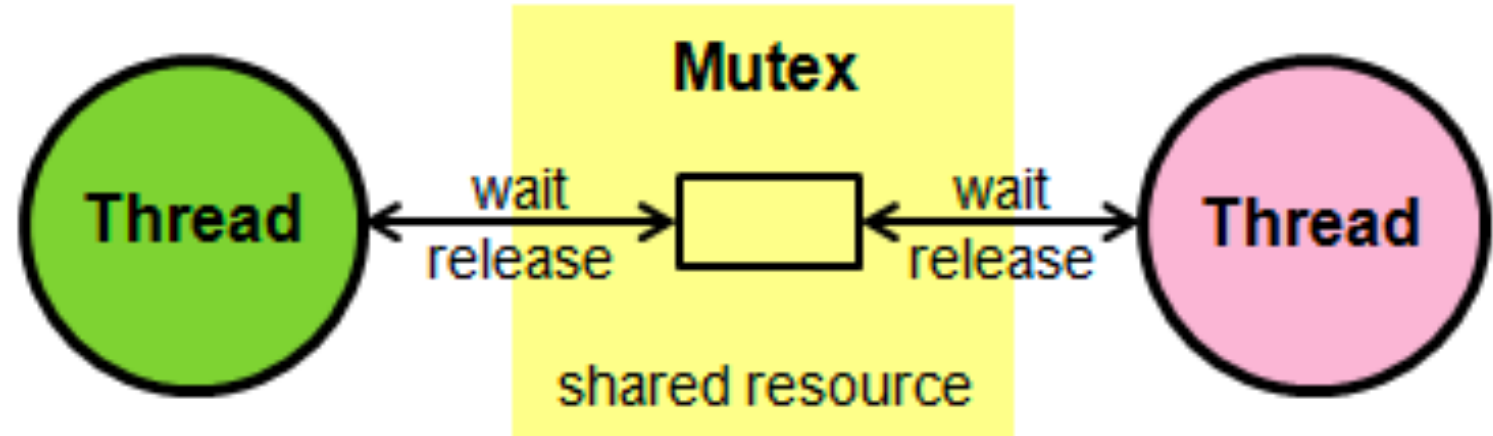 Mutex
Thread
wait
release
wait
release
Thread
shared resource